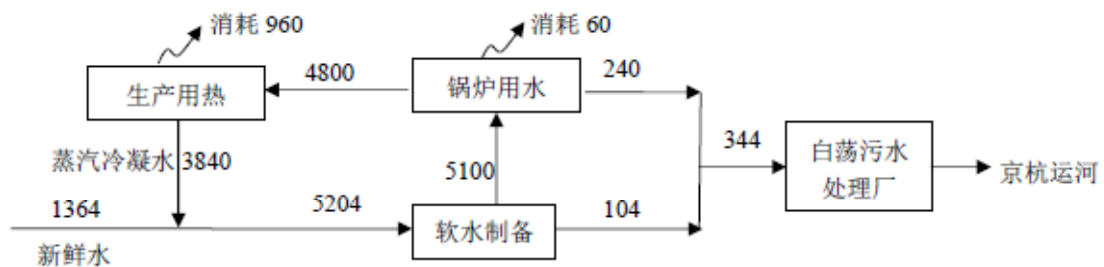 消耗 960
消耗 60
生产用热
4800
锅炉用水
240
蒸汽冷凝水
3840
5100
344
白荡污水
处理厂
京杭运河
1364
5204
软水制备
104
新鲜水